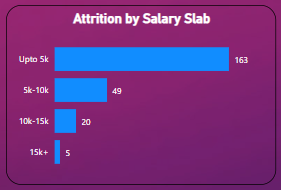 Attrition by Salary Slab
Upto 5k 163
5k-10k 49
10k-15k 20
15k+ 5